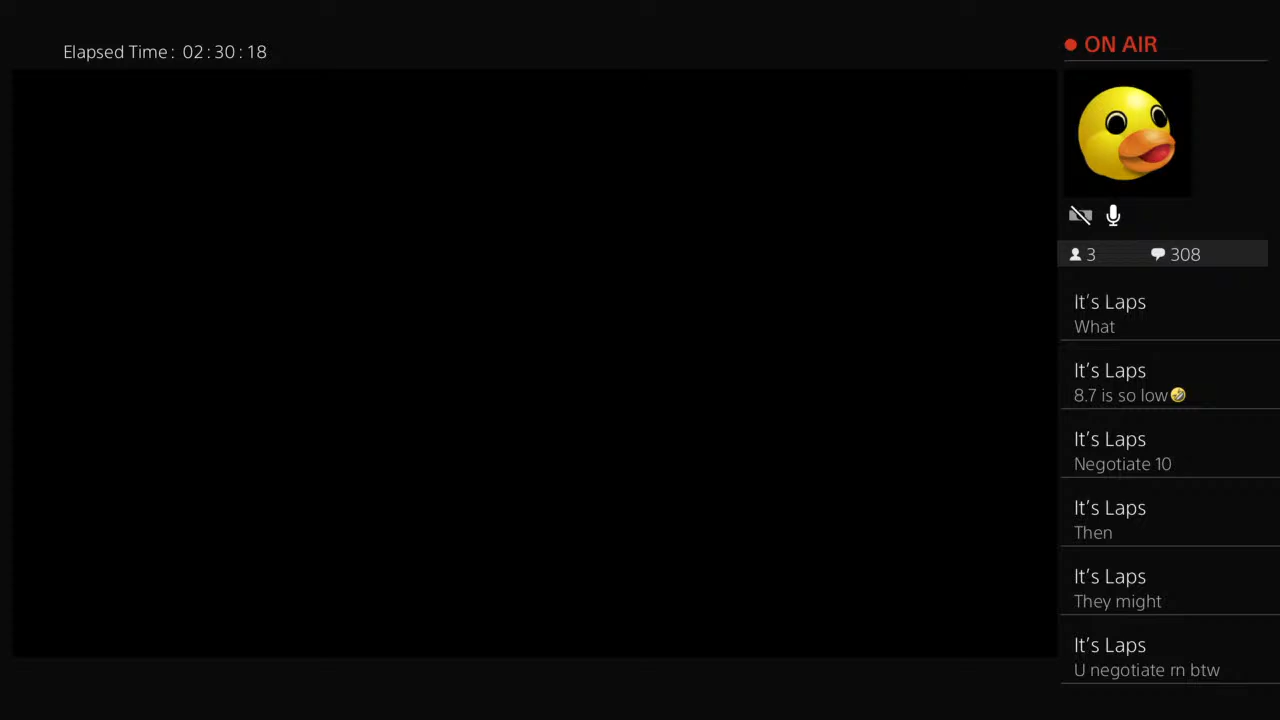 Elapsed Time: 02:30:18
ON AIR
3 308
It's Laps
What
It's Laps
8.7 is so low🤣
It's Laps
Negotiate 10
It's Laps
Then
It's Laps
They might
It's Laps
U negotiate rn btw